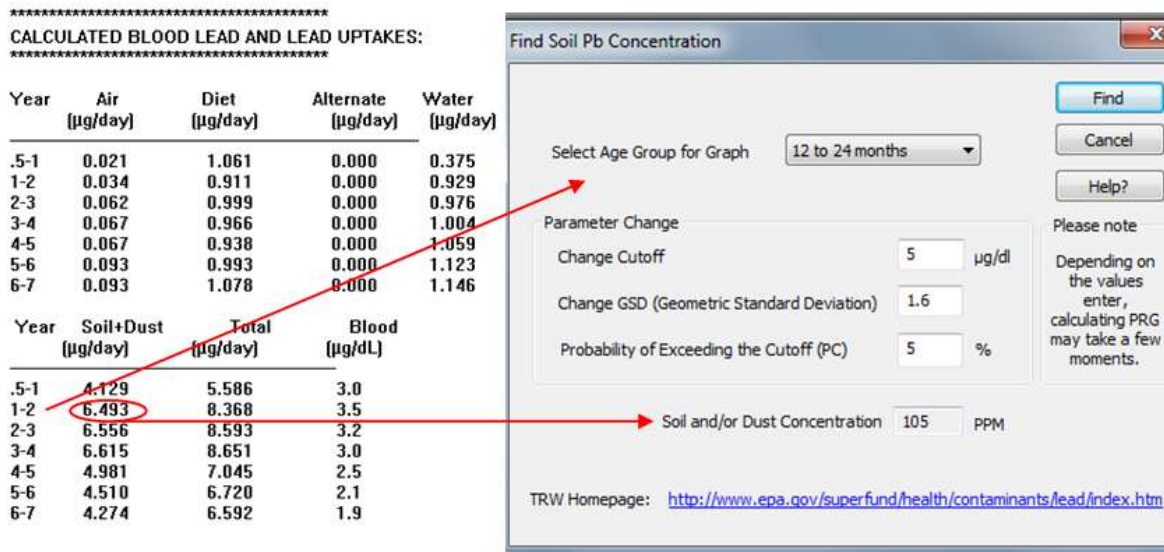 ****************************************
CALCULATED BLOOD LEAD AND LEAD UPTAKES:
****************************************
Year Air Diet Alternate Water
(µg/day) (µg/day) (µg/day) (µg/day)
.5-1 0.021 1.061 0.000 0.375
1-2 0.034 0.911 0.000 0.929
2-3 0.062 0.999 0.000 0.976
3-4 0.067 0.966 0.000 1.004
4-5 0.067 0.938 0.000 1.059
5-6 0.093 0.993 0.000 1.123
6-7 0.093 1.078 0.000 1.146
Year Soil+Dust Total Blood
(µg/day) (µg/day) (µg/dL)
.5-1 4.129 5.586 3.0
1-2 6.493 8.368 3.5
2-3 6.556 8.593 3.2
3-4 6.615 8.651 3.0
4-5 4.981 7.045 2.5
5-6 4.510 6.720 2.1
6-7 4.274 6.592 1.9
Find Soil Pb Concentration
Select Age Group for Graph 12 to 24 months
Find
Cancel
Help?
Parameter Change
Change Cutoff 5 µg/dl
Change GSD (Geometric Standard Deviation) 1.6
Probability of Exceeding the Cutoff (PC) 5 %
Please note
Depending on
the values
enter,
calculating PRG
may take a few
moments.
Soil and/or Dust Concentration 105 PPM
TRW Homepage: http://www.epa.gov/superfund/health/contaminants/lead/index.htm